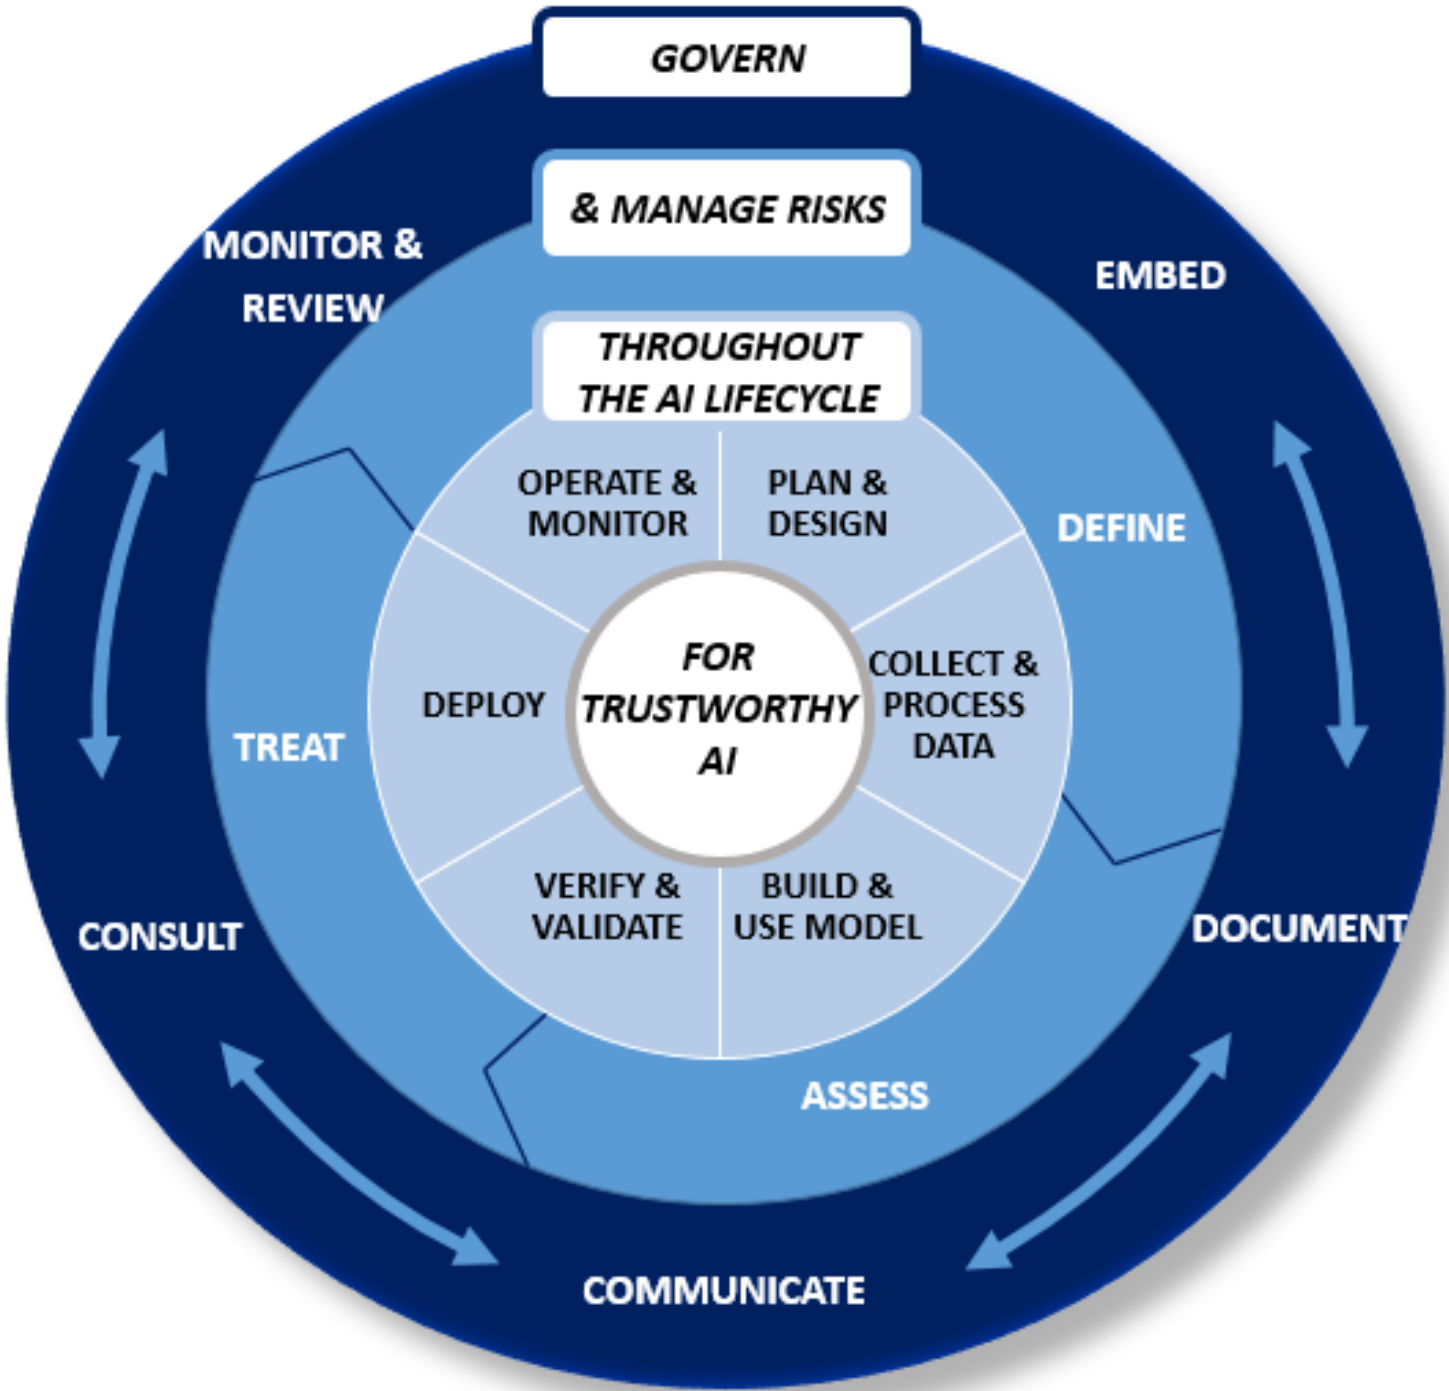 GOVERN
& MANAGE RISKS
THROUGHOUT
THE AI LIFECYCLE
FOR
TRUSTWORTHY
AI
MONITOR &
REVIEW
EMBED
DOCUMENT
COMMUNICATE
CONSULT
DEFINE
ASSESS
TREAT
OPERATE &
MONITOR
PLAN &
DESIGN
COLLECT &
PROCESS
DATA
BUILD &
USE MODEL
VERIFY &
VALIDATE
DEPLOY